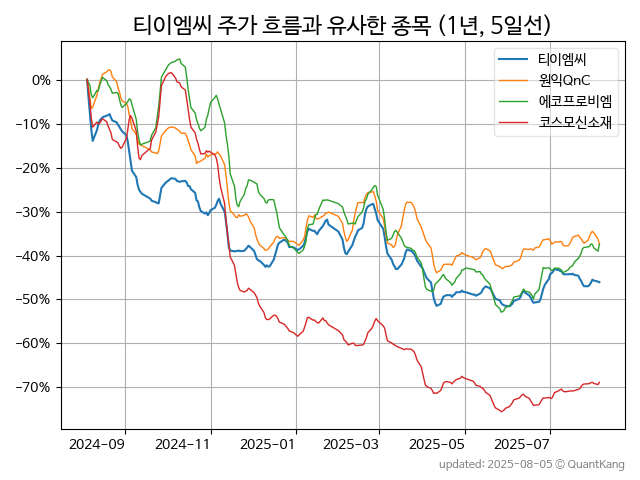 티이엠씨 주가 흐름과 유사한 종목 (1년, 5일선)
티이엠씨
원익QnC
에코프로비엠
코스모신소재
0%
−10%
−20%
−30%
−40%
−50%
−60%
−70%
2024−09
2024−11
2025−01
2025−03
2025−05
2025−07
updated: 2025-08-05 © QuantKang